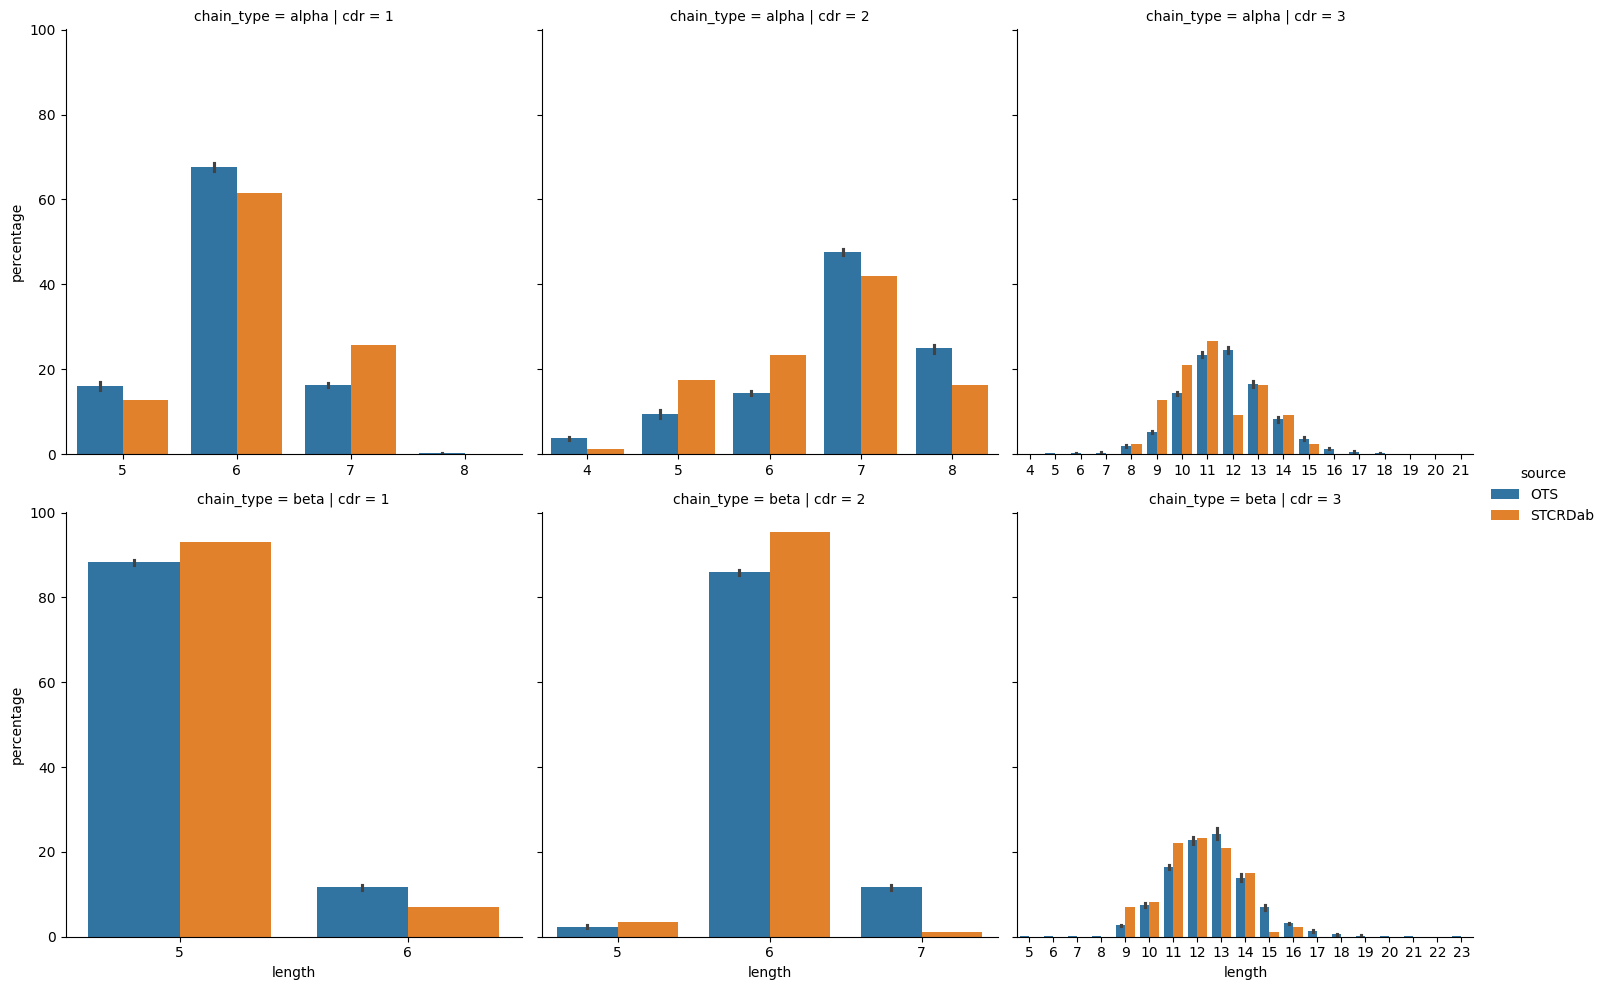 chain_type = alpha | cdr = 1
chain_type = alpha | cdr = 2
chain_type = alpha | cdr = 3
100
80
60
40
20
0
percentage
5 6 7 8
4 5 6 7 8
4 5 6 7 8 9 10 11 12 13 14 15 16 17 18 19 20 21
source
OTS
STCRDab
chain_type = beta | cdr = 1
chain_type = beta | cdr = 2
chain_type = beta | cdr = 3
100
80
60
40
20
0
percentage
5 6
5 6 7
5 6 7 8 9 10 11 12 13 14 15 16 17 18 19 20 21 22 23
length
length
length